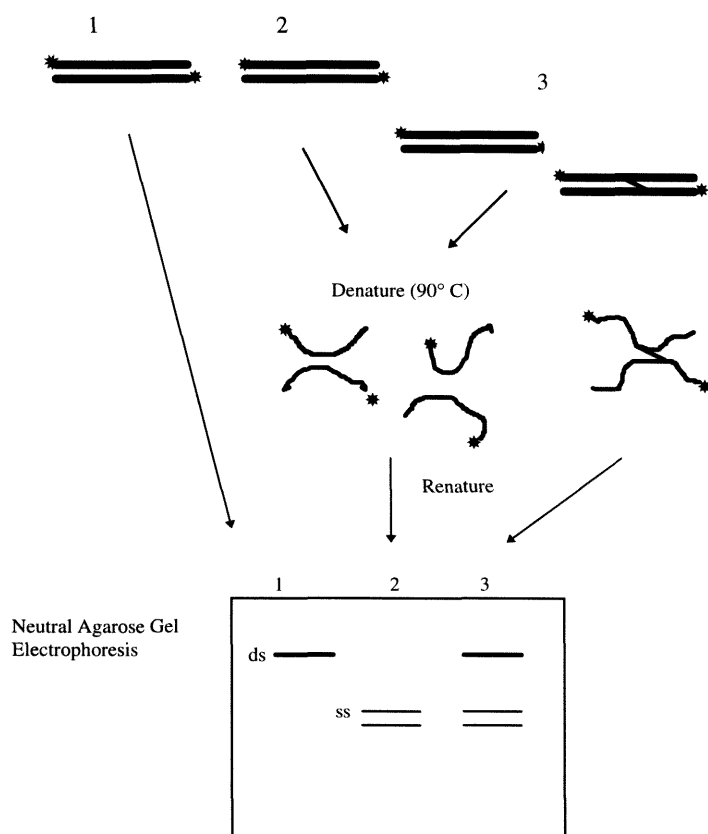 1
2
3
Denature (90° C)
Renature
1 2 3
Neutral Agarose Gel
Electrophoresis
ds
ss